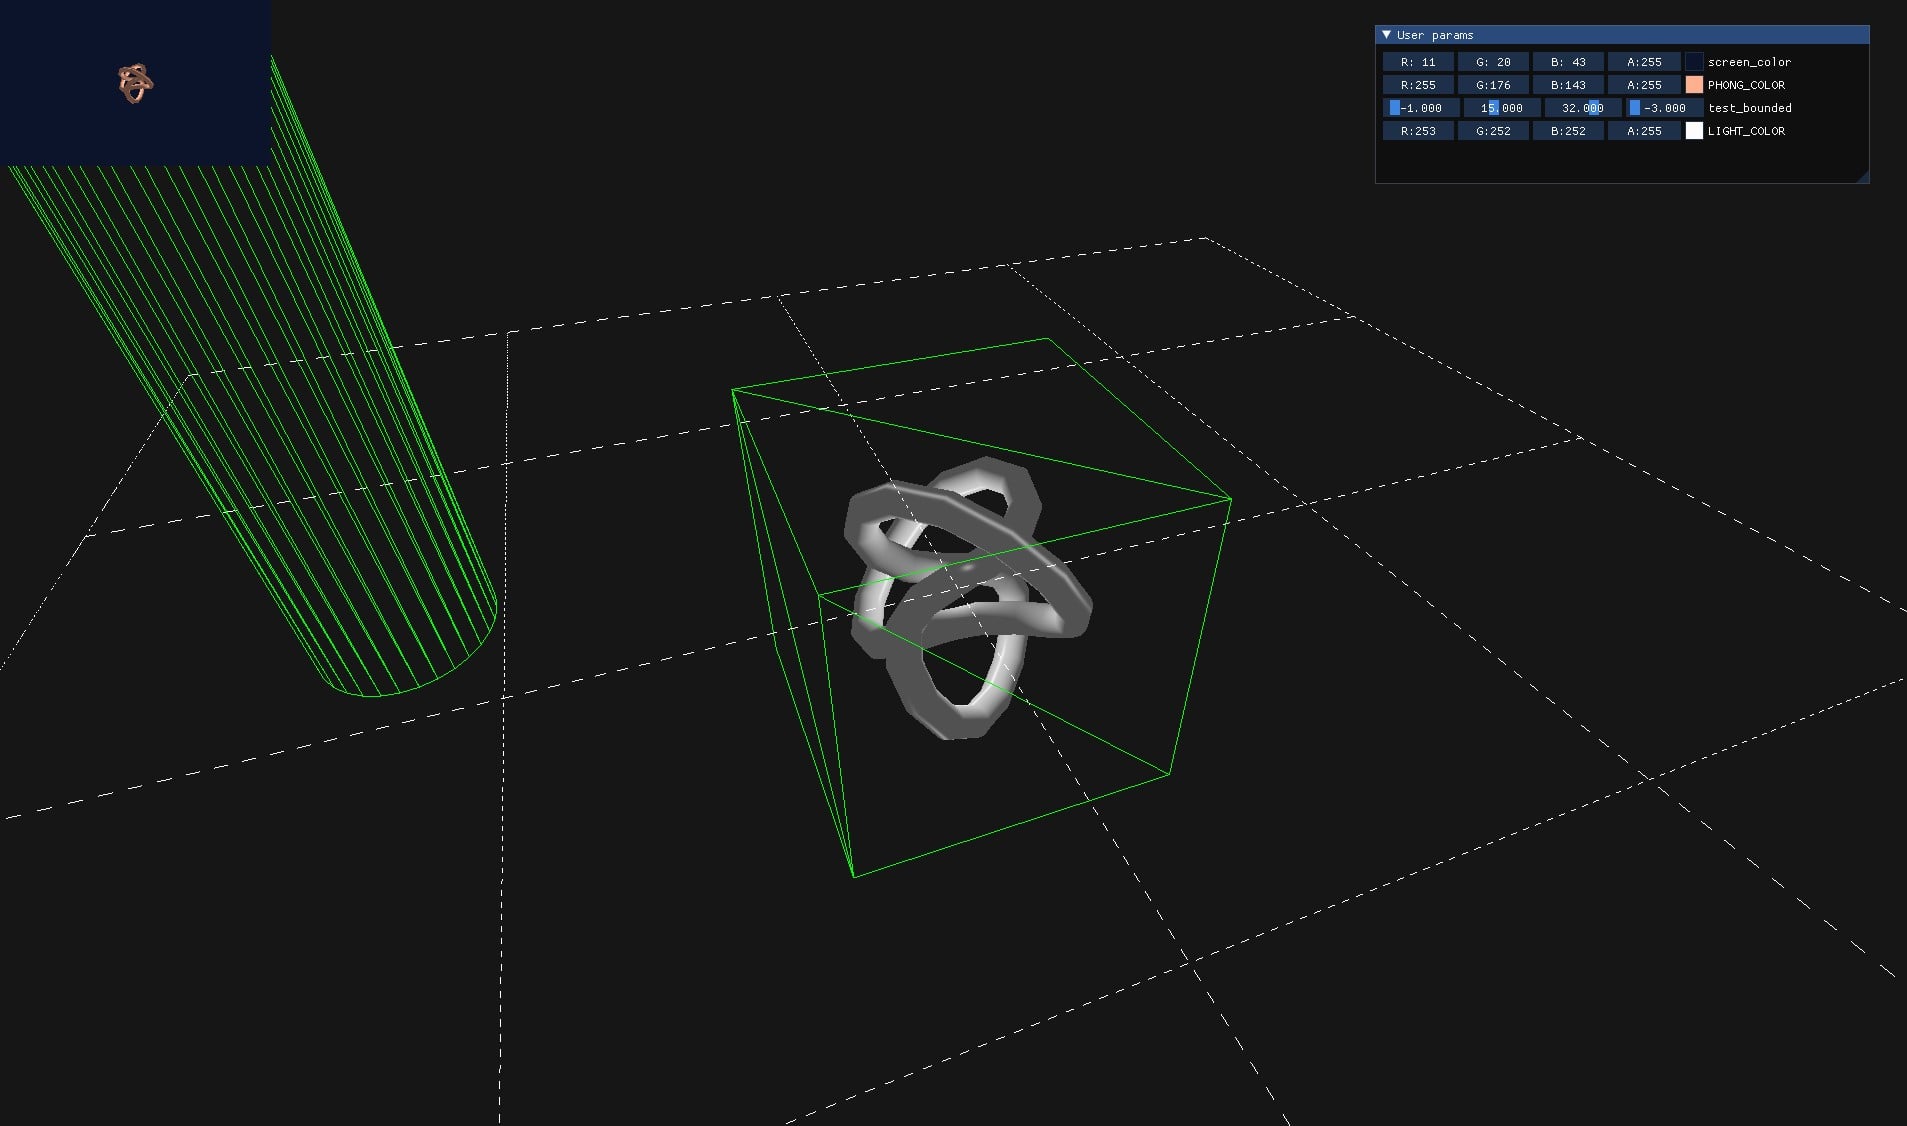 ▼ User params
R: 11 G: 20 B: 43 A:255 screen_color
R:255 G:176 B:143 A:255 PHONG_COLOR
-1.000 15.000 32.000 -3.000 test_bounded
R:253 G:252 B:252 A:255 LIGHT_COLOR